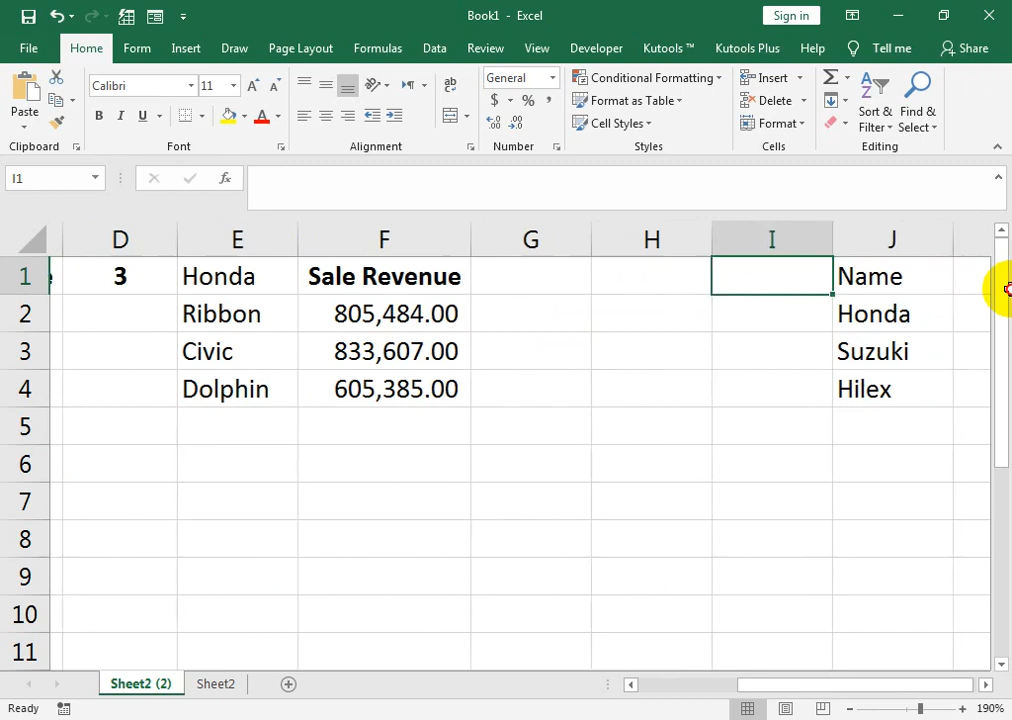 Book1 - Excel
Sign in
File Home Form Insert Draw Page Layout Formulas Data Review View Developer Kutools ™ Kutools Plus Help Tell me Share
Paste
Clipboard
Calibri 11
B I U
Font
ab
Alignment
General
$ % ,
Number
Conditional Formatting
Format as Table
Cell Styles
Styles
Insert
Delete
Format
Cells
Sort & Filter
Find & Select
Editing
I1
fx
D E F G H I J
1 e 3 Honda Sale Revenue Name
2 Ribbon 805,484.00 Honda
3 Civic 833,607.00 Suzuki
4 Dolphin 605,385.00 Hilex
5
6
7
8
9
10
11
Sheet2 (2) Sheet2
Ready 190%